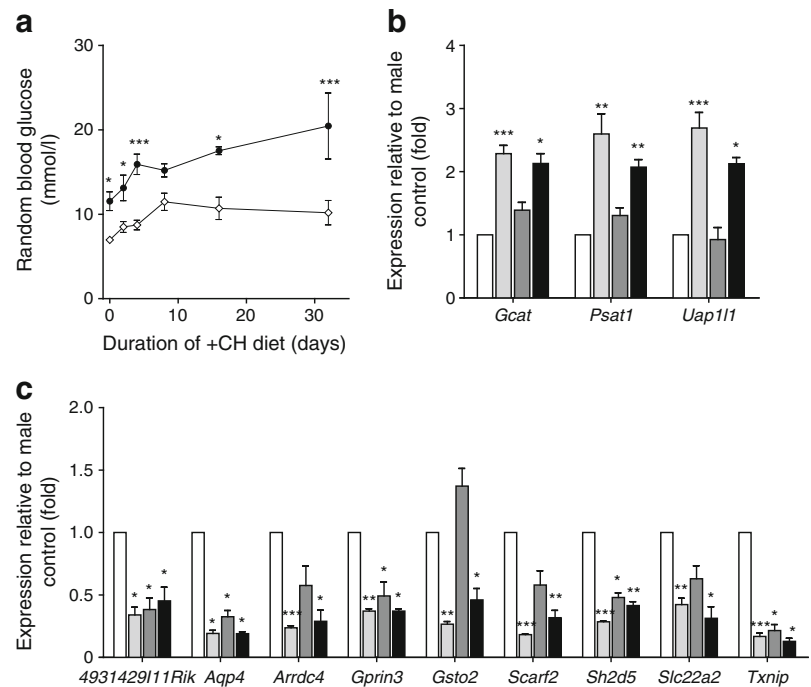 a
***
*
***
*
*
30
20
10
0
0 10 20 30
Random blood glucose
(mmol/l)
Duration of +CH diet (days)
b
4
3
2
1
0
Expression relative to male
control (fold)
*** * ** ** *** *
Gcat Psat1 Uap1l1
c
2.0
1.5
1.0
0.5
0
Expression relative to male
control (fold)
* * * * * * *** * ** * * ** * *** ** *** * ** ** * *** * *
4931429I11Rik Aqp4 Arrdc4 Gprin3 Gsto2 Scarf2 Sh2d5 Slc22a2 Txnip